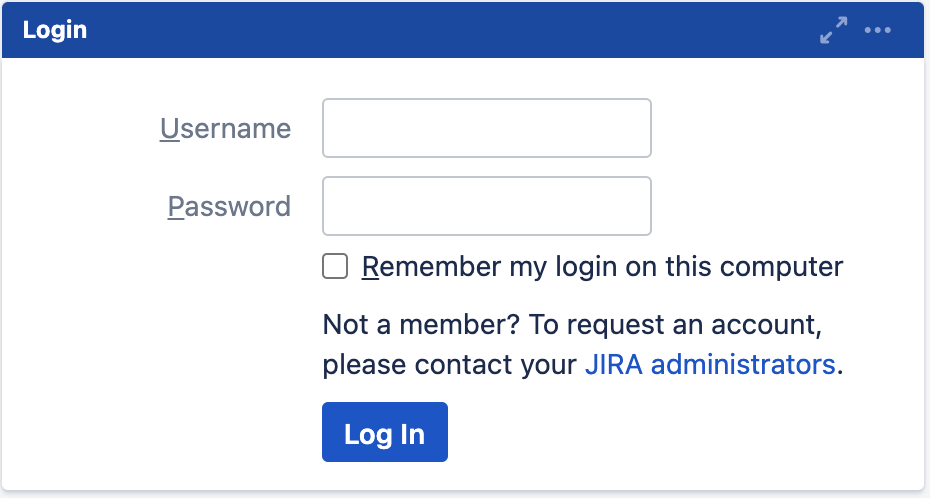 Login
Username
Password
Remember my login on this computer
Not a member? To request an account,
please contact your JIRA administrators.
Log In